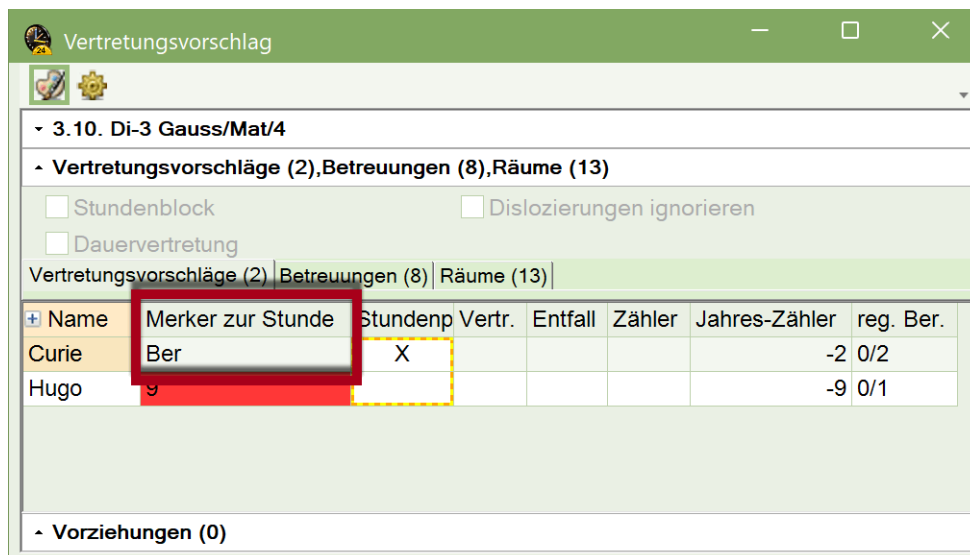 24
Vertretungsvorschlag
3.10. Di-3 Gauss/Mat/4
Vertretungsvorschläge (2),Betreuungen (8),Räume (13)
Stundenblock Dislozierungen ignorieren
Dauervertretung
Vertretungsvorschläge (2) Betreuungen (8) Räume (13)
Name Merker zur Stunde Stundenp Vertr. Entfall Zähler Jahres-Zähler reg. Ber.
Curie Ber X -2 0/2
Hugo 9 -9 0/1
Vorziehungen (0)